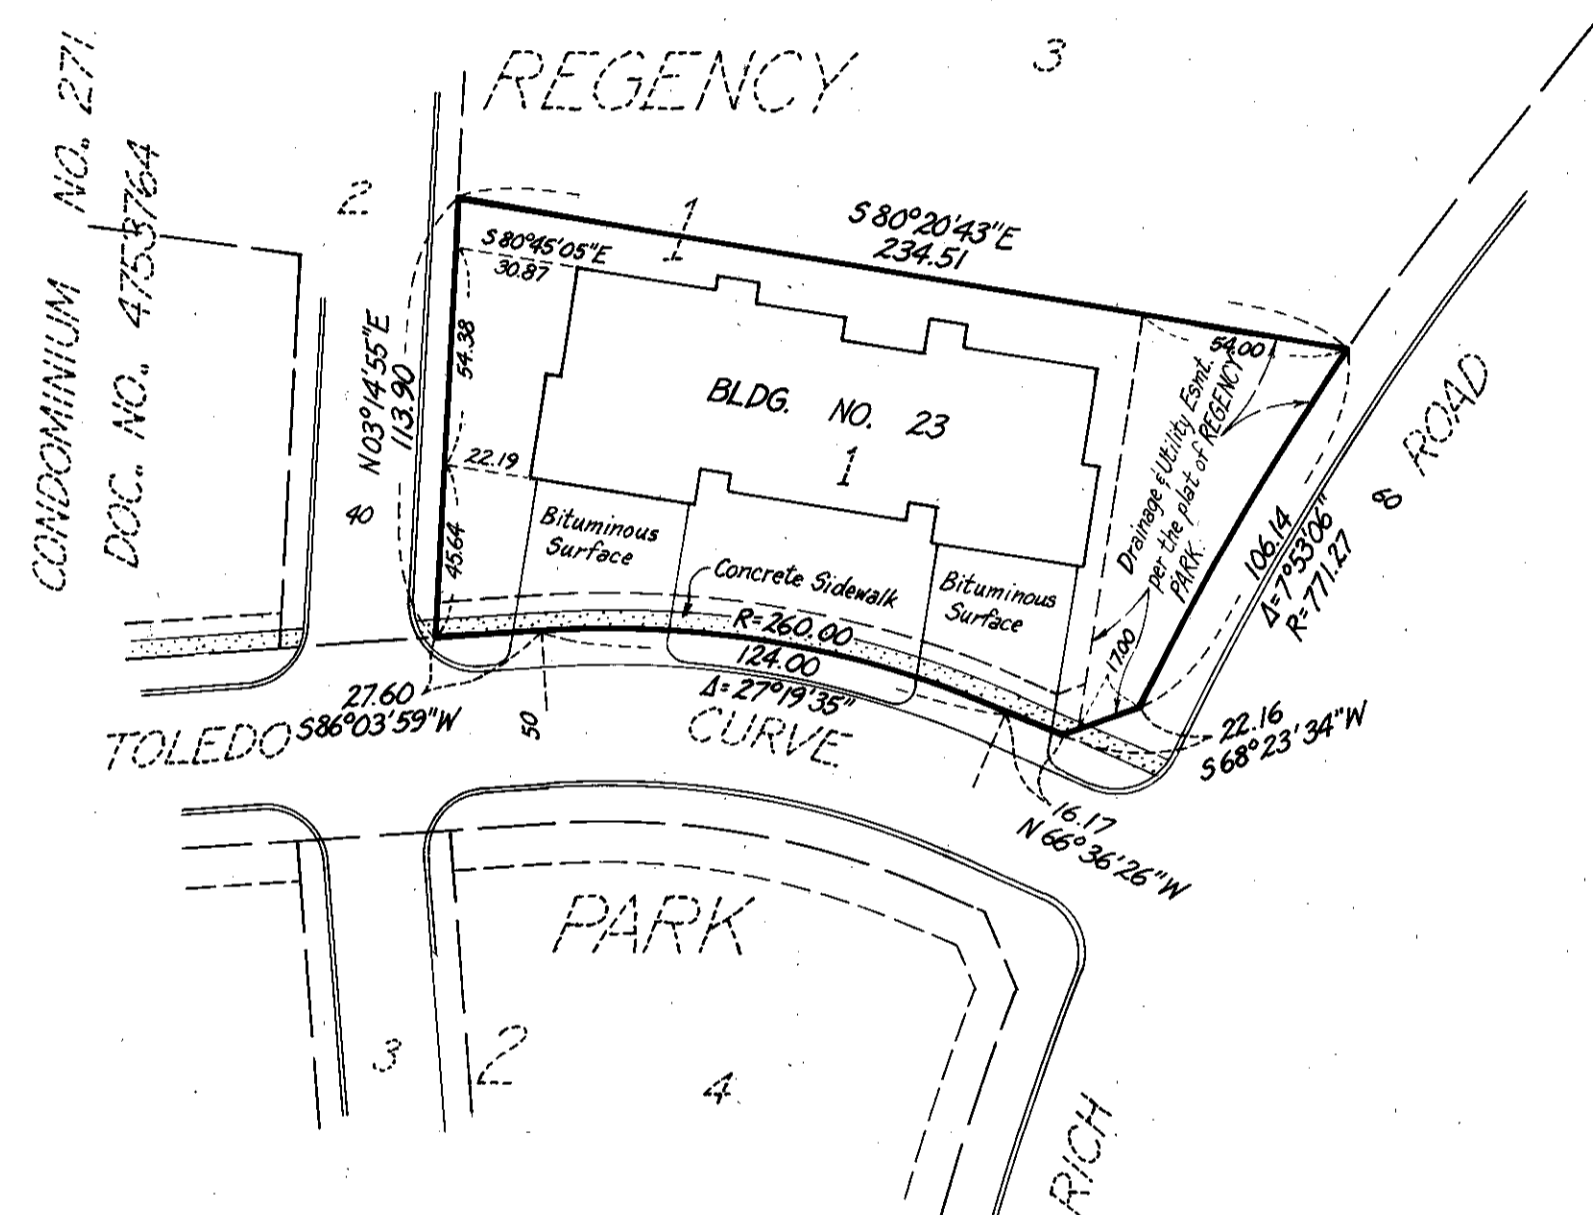 REGENCY
3
CONDOMINIUM NO. 271.
DOC. NO. 4753764
2
1
S 80°20'43"E
234.51
S 80°45'05"E
30.87
54.38
N 03°14'55"E
113.90
22.19
45.64
40
BLDG. NO. 23
1
54.00
Drainage & Utility Esmt.
per the plat of REGENCY
PARK.
8 ROAD
106.14
Δ=7°53'06"
R=771.27
Bituminous
Surface
Concrete Sidewalk
Bituminous
Surface
R=260.00
124.00
Δ=27°19'35"
17.00
27.60
S86°03'59"W
50
TOLEDO
CURVE
22.16
S 68°23'34"W
16.17
N 66°36'26"W
PARK
3
2
4
RICH